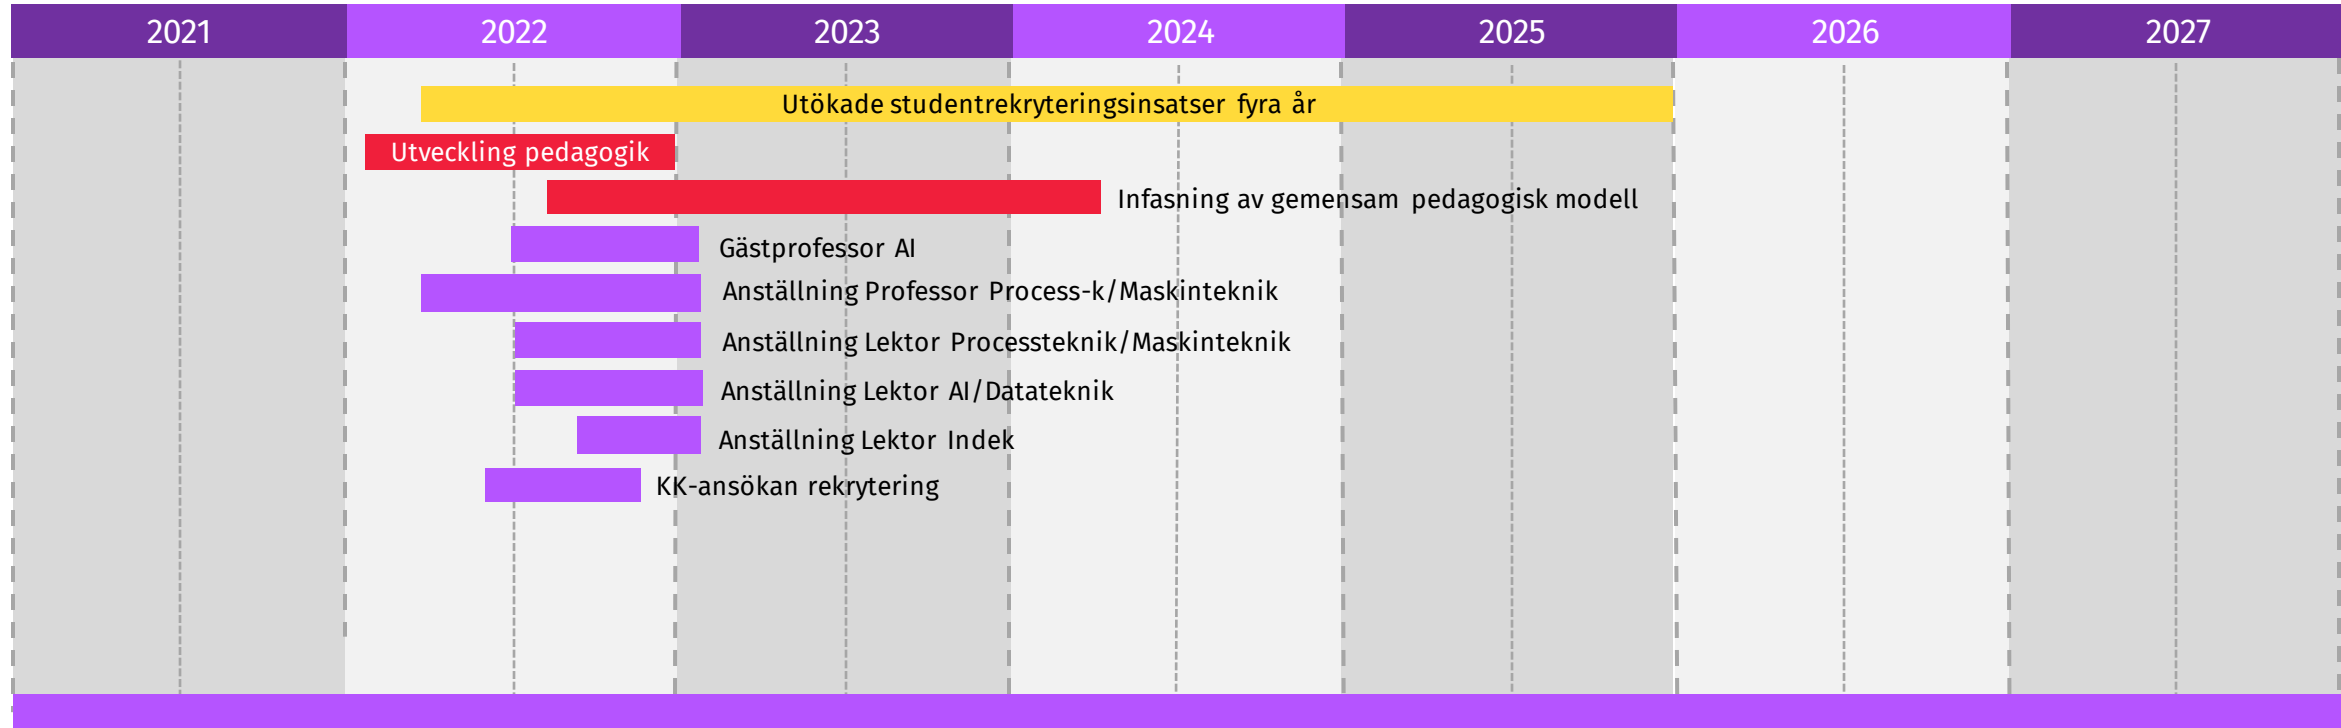 2021 2022 2023 2024 2025 2026 2027
Utökade studentrekryteringsinsatser fyra år
Utveckling pedagogik
Infasning av gemensam pedagogisk modell
Gästprofessor AI
Anställning Professor Process-k/Maskinteknik
Anställning Lektor Processteknik/Maskinteknik
Anställning Lektor AI/Datateknik
Anställning Lektor Indek
KK-ansökan rekrytering